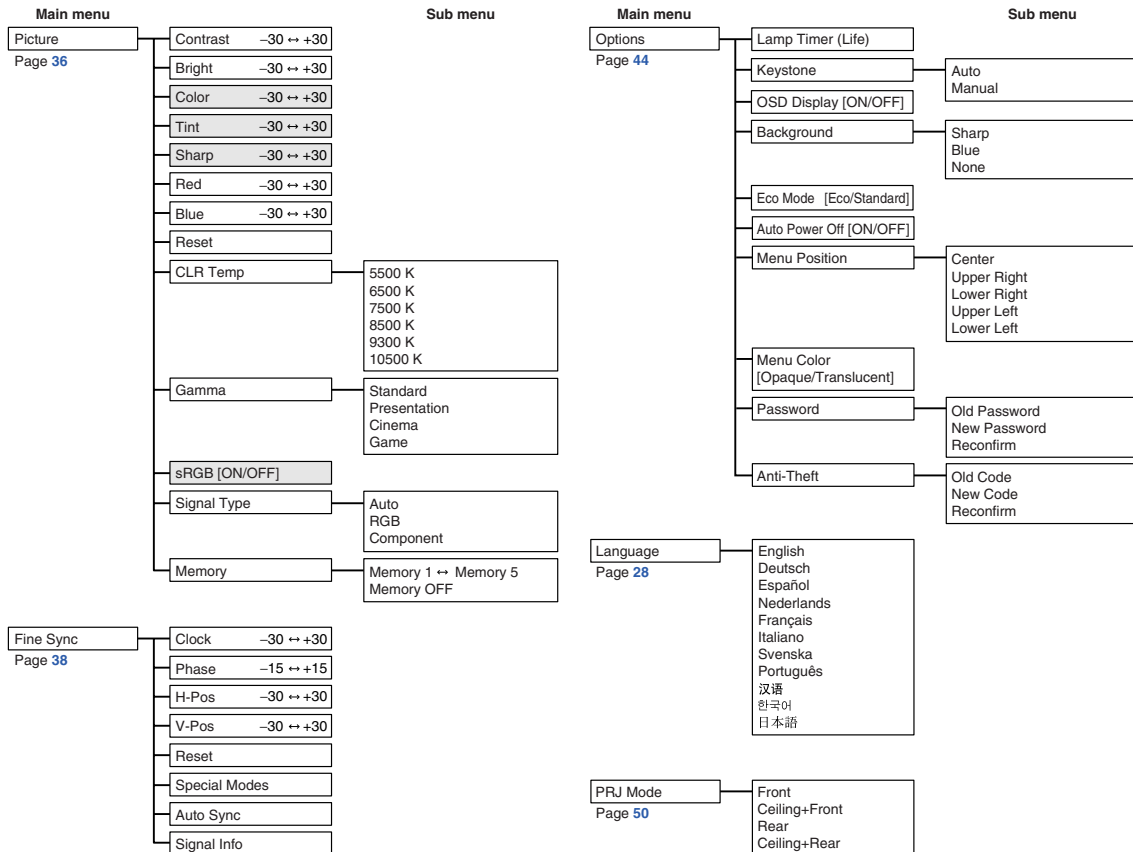 Main menu
Sub menu
Picture
Page 36
Contrast −30 ↔ +30
Bright −30 ↔ +30
Color −30 ↔ +30
Tint −30 ↔ +30
Sharp −30 ↔ +30
Red −30 ↔ +30
Blue −30 ↔ +30
Reset
CLR Temp
5500 K
6500 K
7500 K
8500 K
9300 K
10500 K
Gamma
Standard
Presentation
Cinema
Game
sRGB [ON/OFF]
Signal Type
Auto
RGB
Component
Memory
Memory 1 ↔ Memory 5
Memory OFF
Fine Sync
Page 38
Clock −30 ↔ +30
Phase −15 ↔ +15
H-Pos −30 ↔ +30
V-Pos −30 ↔ +30
Reset
Special Modes
Auto Sync
Signal Info
Main menu
Sub menu
Options
Page 44
Lamp Timer (Life)
Keystone
Auto
Manual
OSD Display [ON/OFF]
Background
Sharp
Blue
None
Eco Mode [Eco/Standard]
Auto Power Off [ON/OFF]
Menu Position
Center
Upper Right
Lower Right
Upper Left
Lower Left
Menu Color
[Opaque/Translucent]
Password
Old Password
New Password
Reconfirm
Anti-Theft
Old Code
New Code
Reconfirm
Language
Page 28
English
Deutsch
Español
Nederlands
Français
Italiano
Svenska
Português
汉语
한국어
日本語
PRJ Mode
Page 50
Front
Ceiling+Front
Rear
Ceiling+Rear